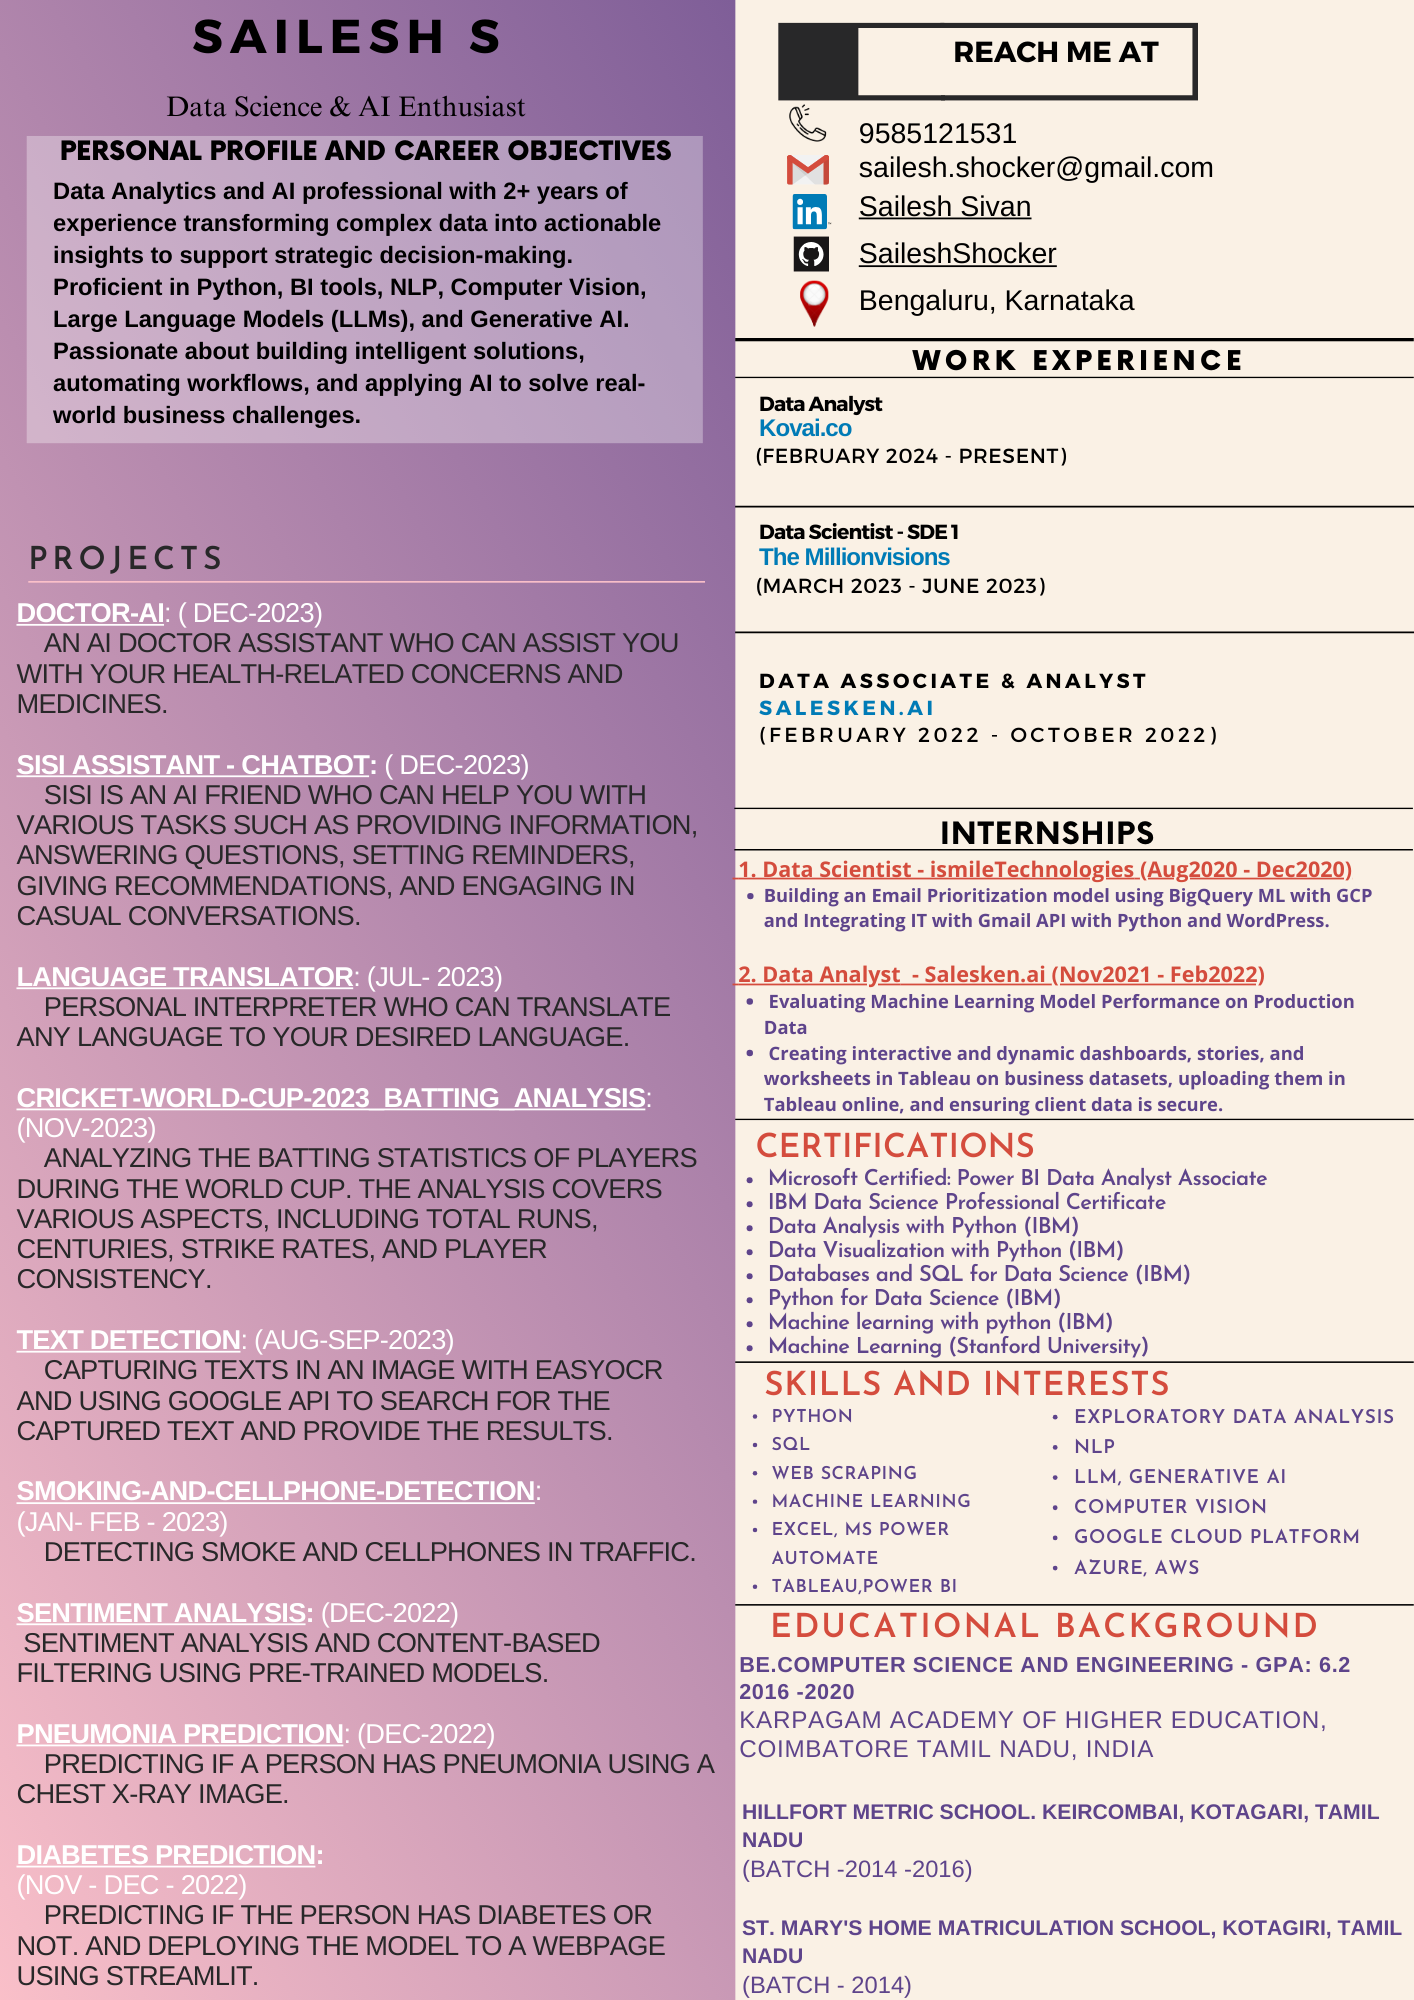 SAILESH S
Data Science & AI Enthusiast
PERSONAL PROFILE AND CAREER OBJECTIVES
Data Analytics and AI professional with 2+ years of
experience transforming complex data into actionable
insights to support strategic decision-making.
Proficient in Python, BI tools, NLP, Computer Vision,
Large Language Models (LLMs), and Generative AI.
Passionate about building intelligent solutions,
automating workflows, and applying AI to solve real-
world business challenges.
PROJECTS
DOCTOR-AI: ( DEC-2023)
AN AI DOCTOR ASSISTANT WHO CAN ASSIST YOU
WITH YOUR HEALTH-RELATED CONCERNS AND
MEDICINES.
SISI ASSISTANT - CHATBOT: ( DEC-2023)
SISI IS AN AI FRIEND WHO CAN HELP YOU WITH
VARIOUS TASKS SUCH AS PROVIDING INFORMATION,
ANSWERING QUESTIONS, SETTING REMINDERS,
GIVING RECOMMENDATIONS, AND ENGAGING IN
CASUAL CONVERSATIONS.
LANGUAGE TRANSLATOR: (JUL- 2023)
PERSONAL INTERPRETER WHO CAN TRANSLATE
ANY LANGUAGE TO YOUR DESIRED LANGUAGE.
CRICKET-WORLD-CUP-2023 BATTING ANALYSIS:
(NOV-2023)
ANALYZING THE BATTING STATISTICS OF PLAYERS
DURING THE WORLD CUP. THE ANALYSIS COVERS
VARIOUS ASPECTS, INCLUDING TOTAL RUNS,
CENTURIES, STRIKE RATES, AND PLAYER
CONSISTENCY.
TEXT DETECTION: (AUG-SEP-2023)
CAPTURING TEXTS IN AN IMAGE WITH EASYOCR
AND USING GOOGLE API TO SEARCH FOR THE
CAPTURED TEXT AND PROVIDE THE RESULTS.
SMOKING-AND-CELLPHONE-DETECTION:
(JAN- FEB - 2023)
DETECTING SMOKE AND CELLPHONES IN TRAFFIC.
SENTIMENT ANALYSIS: (DEC-2022)
SENTIMENT ANALYSIS AND CONTENT-BASED
FILTERING USING PRE-TRAINED MODELS.
PNEUMONIA PREDICTION: (DEC-2022)
PREDICTING IF A PERSON HAS PNEUMONIA USING A
CHEST X-RAY IMAGE.
DIABETES PREDICTION:
(NOV - DEC - 2022)
PREDICTING IF THE PERSON HAS DIABETES OR
NOT. AND DEPLOYING THE MODEL TO A WEBPAGE
USING STREAMLIT.
REACH ME AT
9585121531
sailesh.shocker@gmail.com
Sailesh Sivan
SaileshShocker
Bengaluru, Karnataka
WORK EXPERIENCE
Data Analyst
Kovai.co
(FEBRUARY 2024 - PRESENT)
Data Scientist - SDE 1
The Millionvisions
(MARCH 2023 - JUNE 2023)
DATA ASSOCIATE & ANALYST
SALESKEN.AI
(FEBRUARY 2022 - OCTOBER 2022)
INTERNSHIPS
1. Data Scientist - ismileTechnologies (Aug2020 - Dec2020)
• Building an Email Prioritization model using BigQuery ML with GCP
and Integrating IT with Gmail API with Python and WordPress.
2. Data Analyst - Salesken.ai (Nov2021 - Feb2022)
• Evaluating Machine Learning Model Performance on Production
Data
• Creating interactive and dynamic dashboards, stories, and
worksheets in Tableau on business datasets, uploading them in
Tableau online, and ensuring client data is secure.
CERTIFICATIONS
• Microsoft Certified: Power BI Data Analyst Associate
• IBM Data Science Professional Certificate
• Data Analysis with Python (IBM)
• Data Visualization with Python (IBM)
• Databases and SQL for Data Science (IBM)
• Python for Data Science (IBM)
• Machine learning with python (IBM)
• Machine Learning (Stanford University)
SKILLS AND INTERESTS
• PYTHON
• SQL
• WEB SCRAPING
• MACHINE LEARNING
• EXCEL, MS POWER
AUTOMATE
• TABLEAU,POWER BI
• EXPLORATORY DATA ANALYSIS
• NLP
• LLM, GENERATIVE AI
• COMPUTER VISION
• GOOGLE CLOUD PLATFORM
• AZURE, AWS
EDUCATIONAL BACKGROUND
BE.COMPUTER SCIENCE AND ENGINEERING - GPA: 6.2
2016 -2020
KARPAGAM ACADEMY OF HIGHER EDUCATION,
COIMBATORE TAMIL NADU, INDIA
HILLFORT METRIC SCHOOL. KEIRCOMBAI, KOTAGARI, TAMIL
NADU
(BATCH -2014 -2016)
ST. MARY'S HOME MATRICULATION SCHOOL, KOTAGIRI, TAMIL
NADU
(BATCH - 2014)